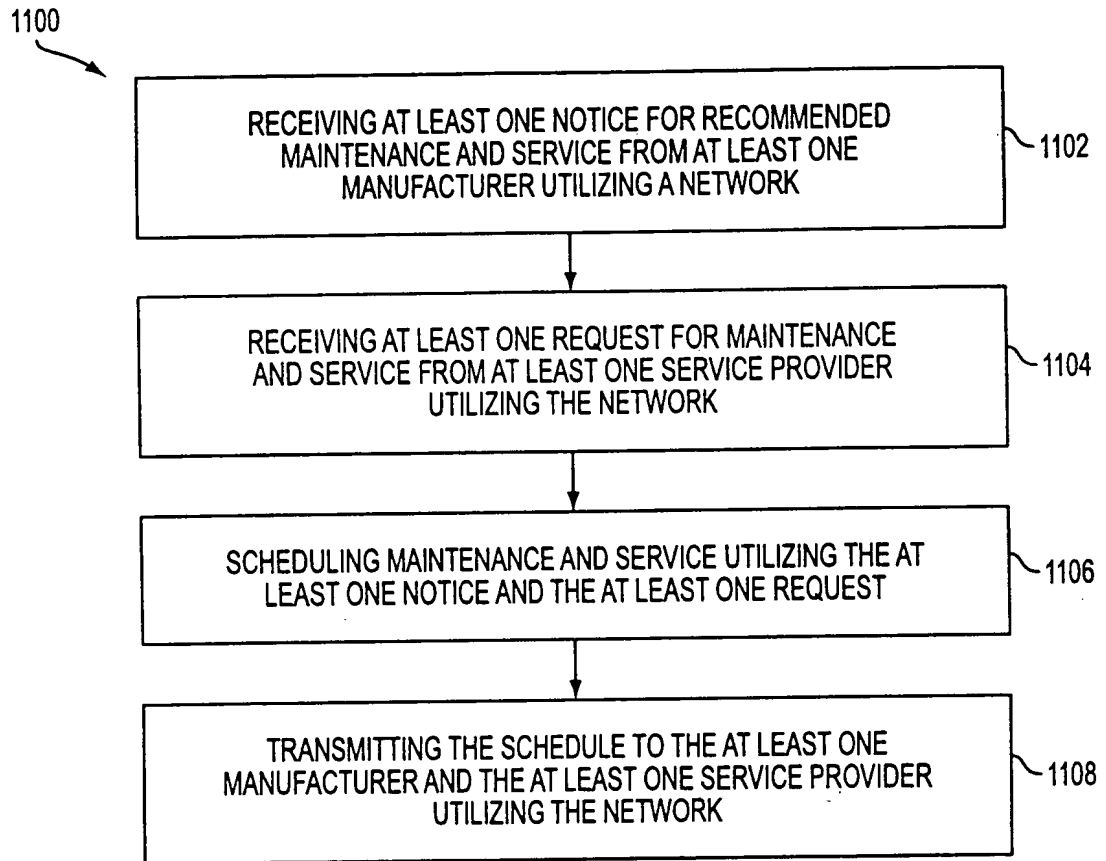 1100
RECEIVING AT LEAST ONE NOTICE FOR RECOMMENDED
MAINTENANCE AND SERVICE FROM AT LEAST ONE
MANUFACTURER UTILIZING A NETWORK
1102
RECEIVING AT LEAST ONE REQUEST FOR MAINTENANCE
AND SERVICE FROM AT LEAST ONE SERVICE PROVIDER
UTILIZING THE NETWORK
1104
SCHEDULING MAINTENANCE AND SERVICE UTILIZING THE AT
LEAST ONE NOTICE AND THE AT LEAST ONE REQUEST
1106
TRANSMITTING THE SCHEDULE TO THE AT LEAST ONE
MANUFACTURER AND THE AT LEAST ONE SERVICE PROVIDER
UTILIZING THE NETWORK
1108